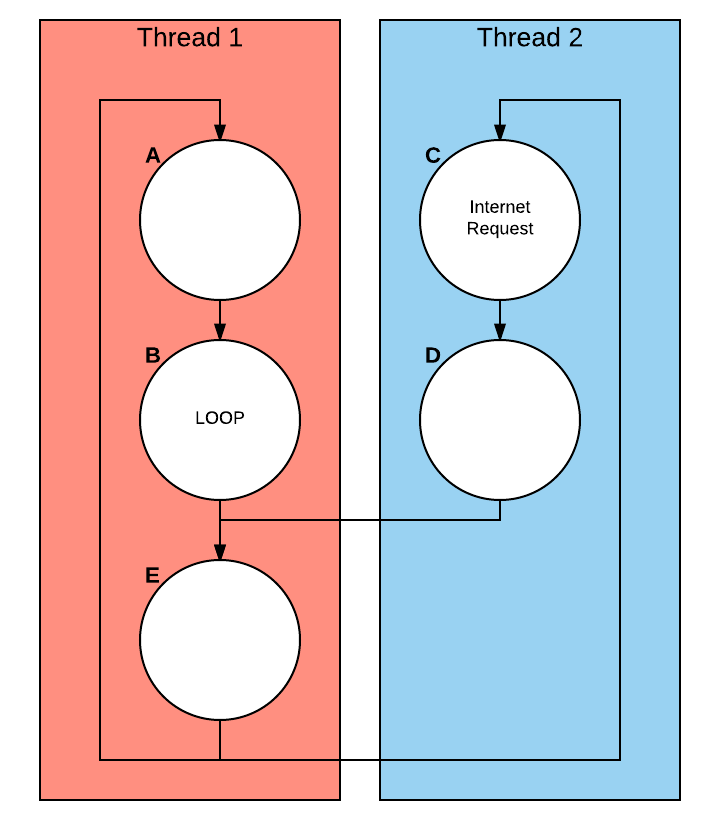 Thread 1
Thread 2
A
C
Internet
Request
B
D
LOOP
E